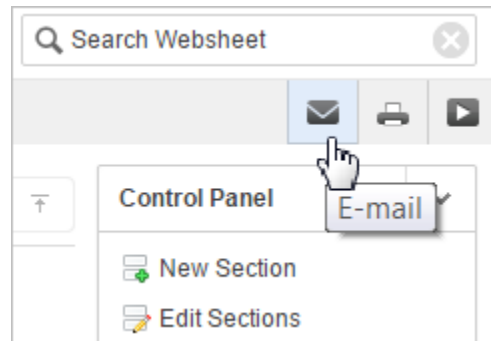 Search Websheet
Control Panel
E-mail
New Section
Edit Sections